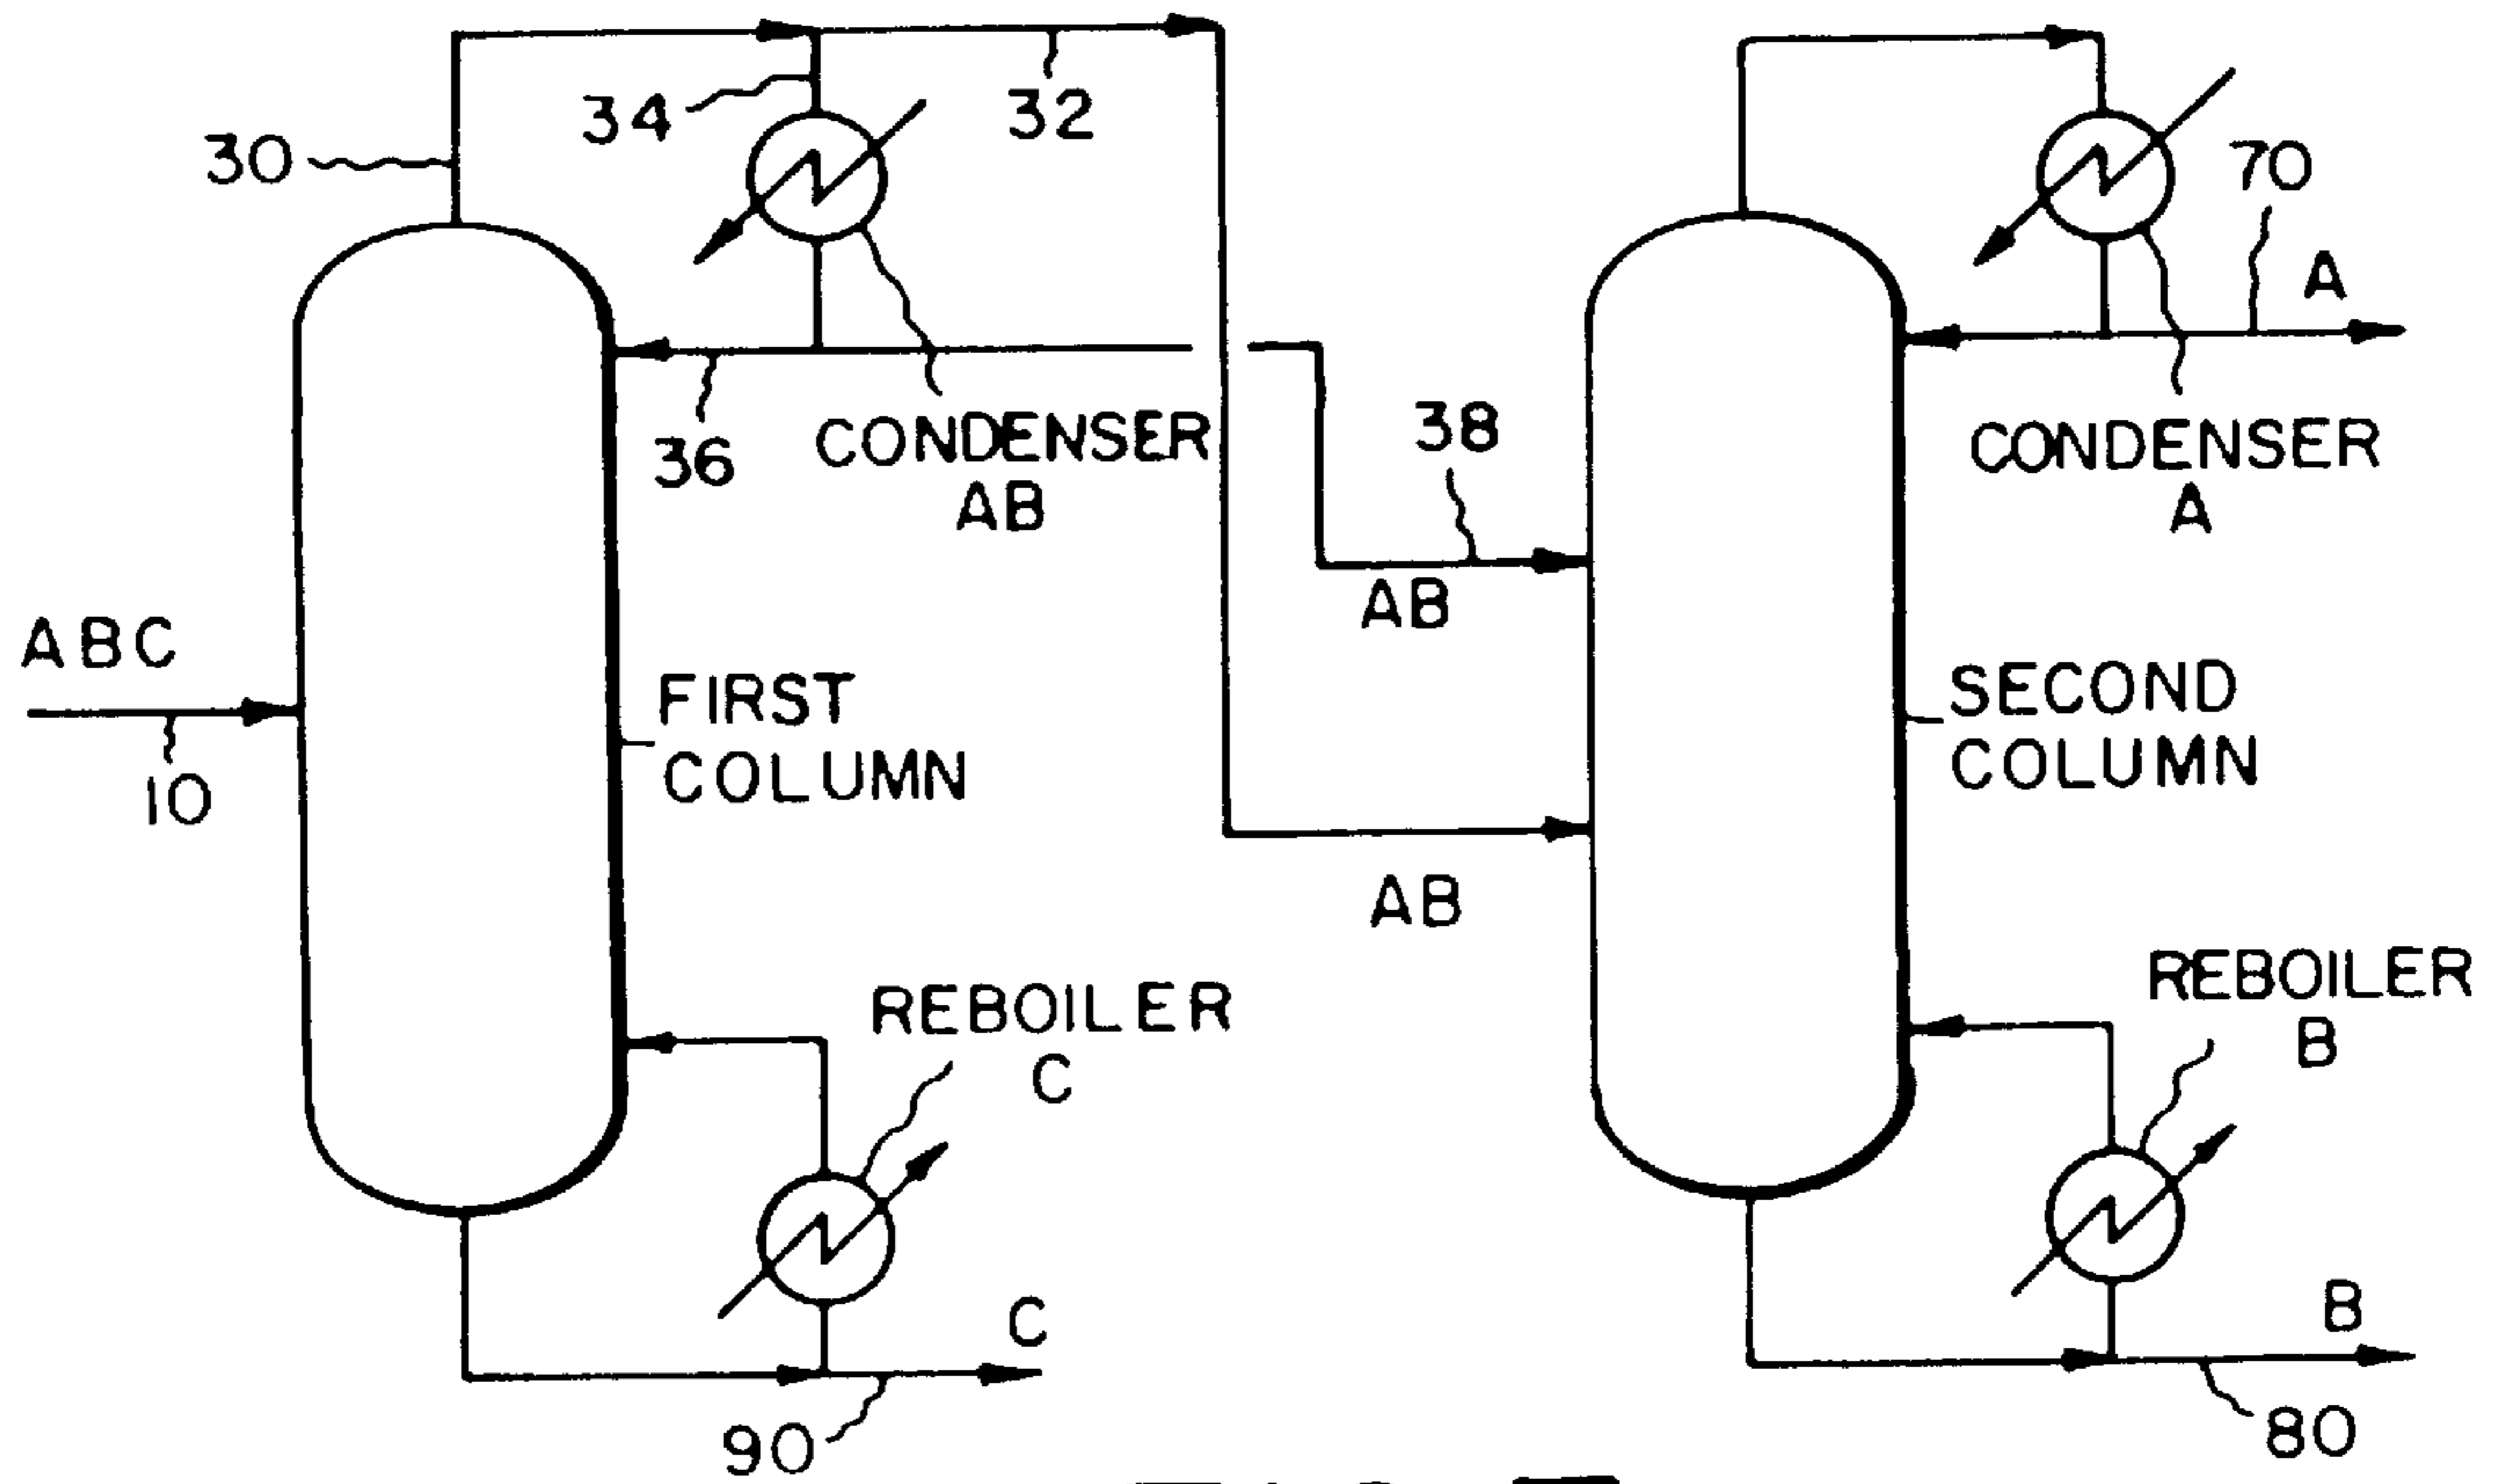 30
34
32
70
A
36
CONDENSER
AB
38
CONDENSER
A
AB
ABC
10
FIRST
COLUMN
SECOND
COLUMN
AB
REBOILER
C
REBOILER
B
C
90
B
80